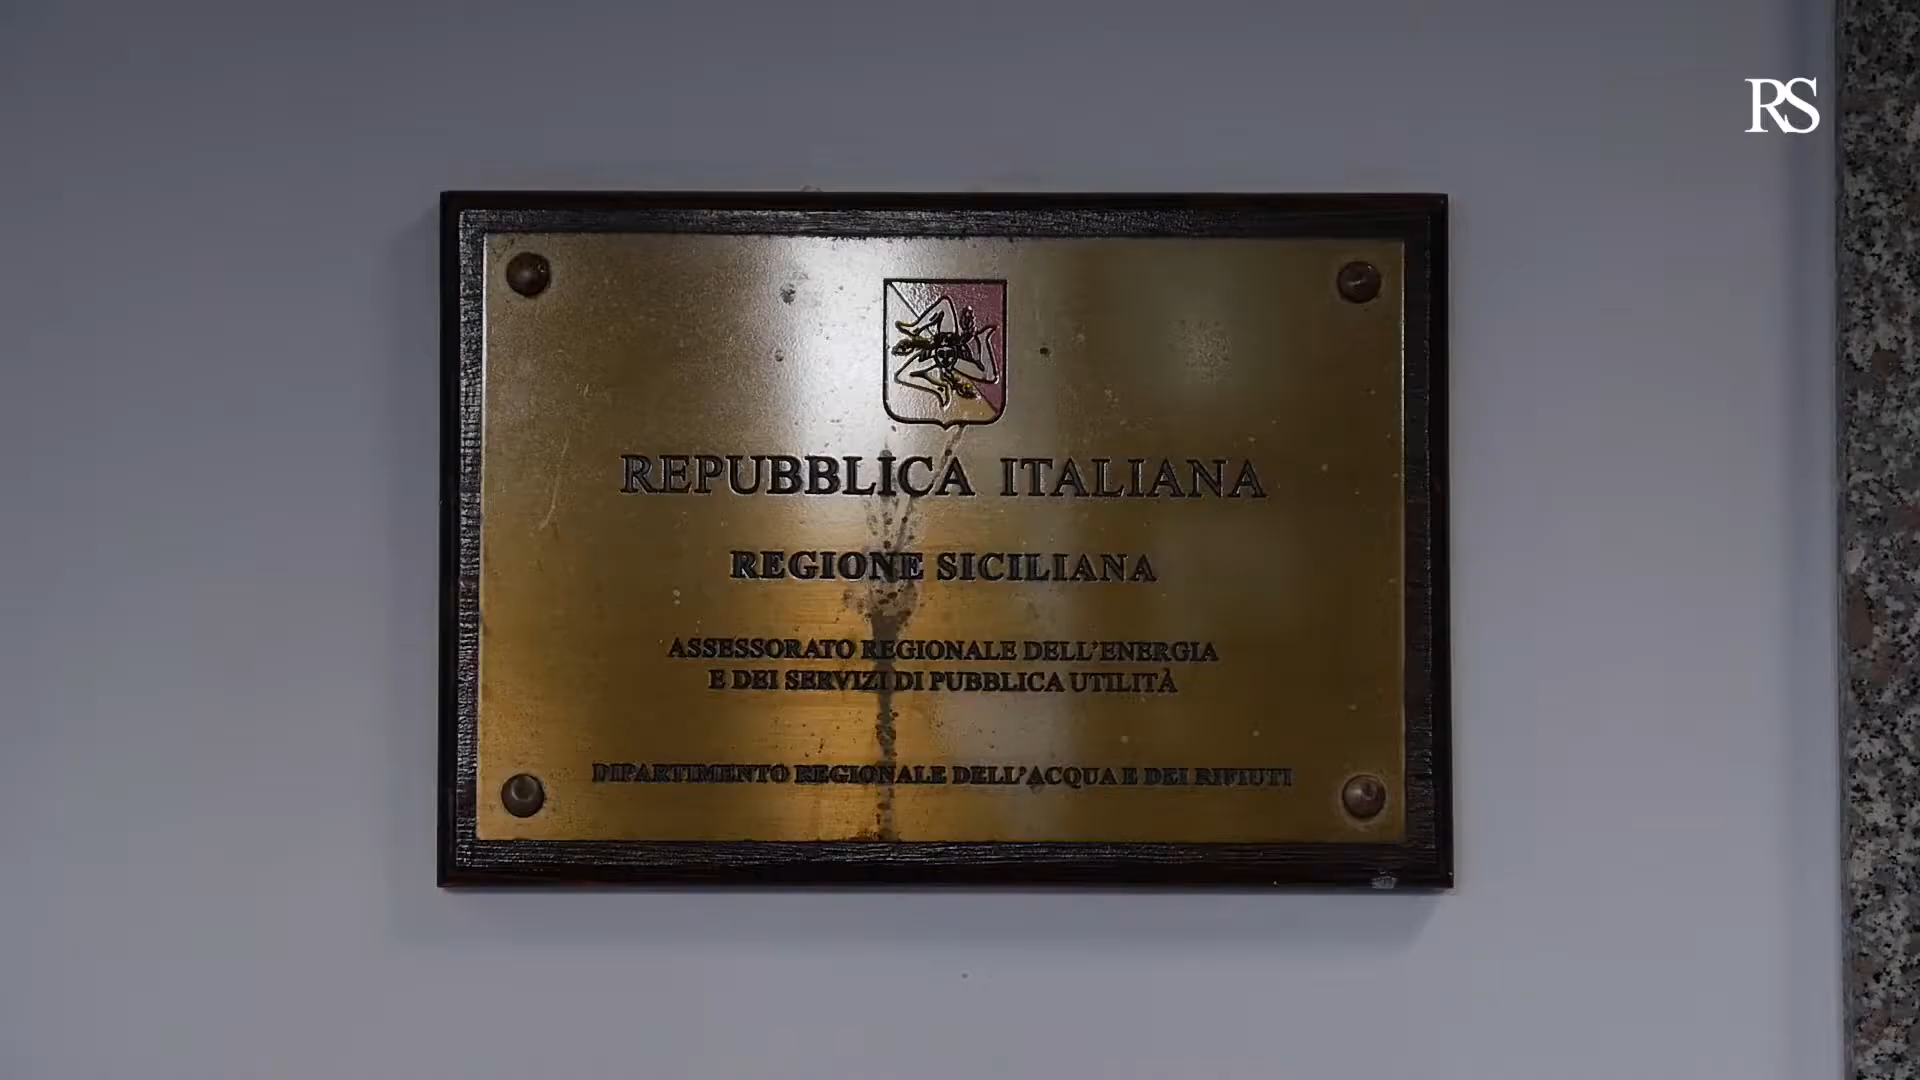 RS
REPUBBLICA ITALIANA
REGIONE SICILIANA
ASSESSORATO REGIONALE DELL'ENERGIA
E DEI SERVIZI DI PUBBLICA UTILITÀ
DIPARTIMENTO REGIONALE DELL'ACQUA E DEI RIFIUTI